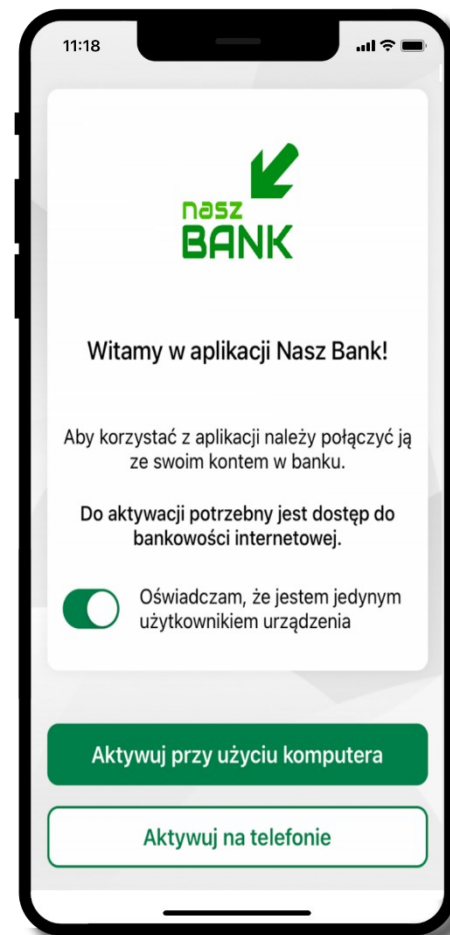 11:18
nasz
BANK
Witamy w aplikacji Nasz Bank!
Aby korzystać z aplikacji należy połączyć ją
ze swoim kontem w banku.
Do aktywacji potrzebny jest dostęp do
bankowości internetowej.
Oświadczam, że jestem jedynym
użytkownikiem urządzenia
Aktywuj przy użyciu komputera
Aktywuj na telefonie